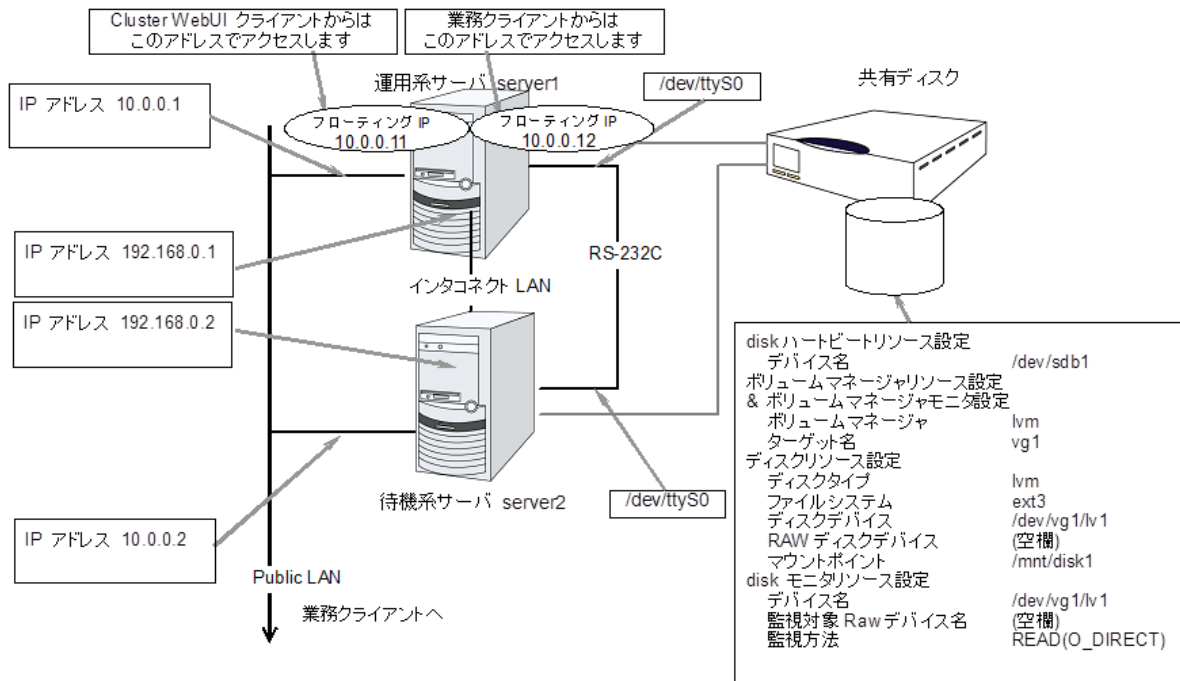 Cluster WebUI クライアントからは
このアドレスでアクセスします
業務クライアントからは
このアドレスでアクセスします
運用系サーバ server1
/dev/ttyS0
共有ディスク
IP アドレス 10.0.0.1
フローティング IP
10.0.0.11
フローティング IP
10.0.0.12
IP アドレス 192.168.0.1
RS-232C
インタコネクト LAN
IP アドレス 192.168.0.2
disk ハートビートリソース設定
デバイス名 /dev/sdb1
ボリュームマネージャリソース設定
& ボリュームマネージャモニタ設定
ボリュームマネージャ lvm
ターゲット名 vg1
ディスクリソース設定
ディスクタイプ lvm
ファイルシステム ext3
ディスクデバイス /dev/vg1/lv1
RAW ディスクデバイス (空欄)
マウントポイント /mnt/disk1
disk モニタリソース設定
デバイス名 /dev/vg1/lv1
監視対象 Raw デバイス名 (空欄)
監視方法 READ(O_DIRECT)
待機系サーバ server2
/dev/ttyS0
IP アドレス 10.0.0.2
Public LAN
業務クライアントへ